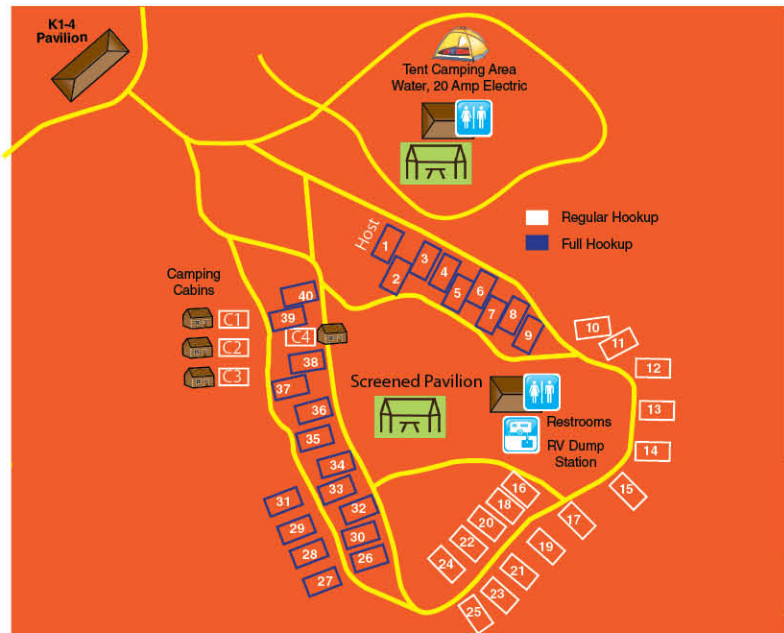 K1-4
Pavilion
Tent Camping Area
Water, 20 Amp Electric
Regular Hookup
Full Hookup
Host
1
2
3
4
5
6
7
8
9
10
11
12
13
14
15
Camping
Cabins
C1
C2
C3
C4
40
39
38
37
36
35
34
33
32
31
30
29
28
27
26
Screened Pavilion
Restrooms
RV Dump
Station
16
18
20
22
24
17
19
21
23
25